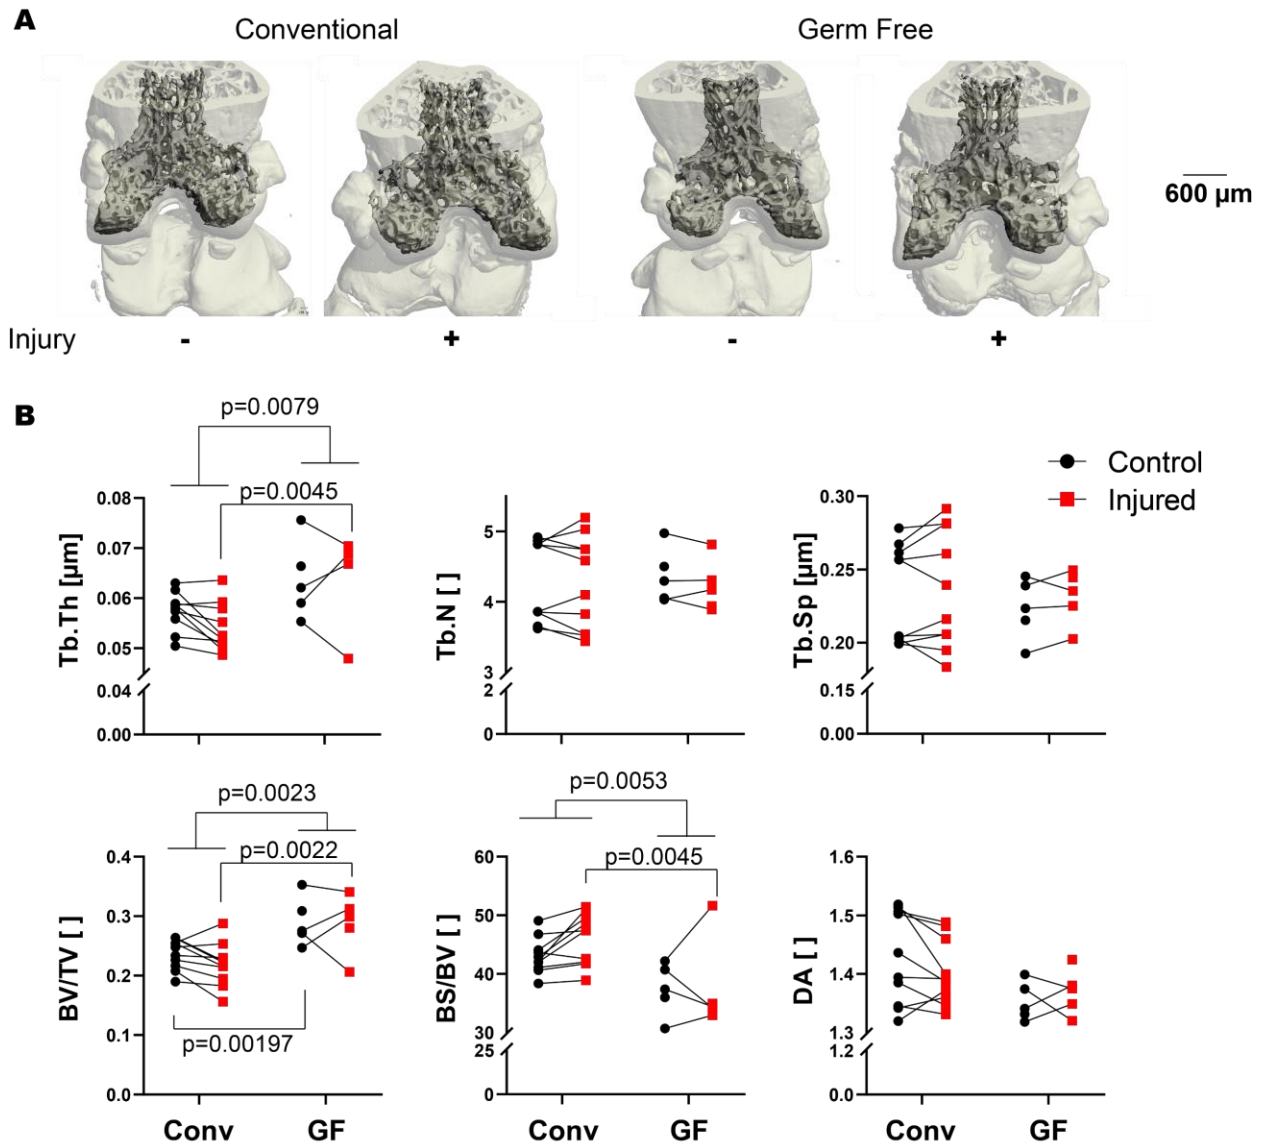 A
Conventional
Germ Free
600 µm
Injury
-
+
-
+
B
p=0.0079
p=0.0045
Control
Injured
Tb.Th [µm]
0.08
0.07
0.06
0.05
0.04
0.00
Tb.N [ ]
5
4
3
2
0
Tb.Sp [µm]
0.30
0.25
0.20
0.15
0.00
p=0.0023
p=0.0022
p=0.00197
BV/TV [ ]
0.4
0.3
0.2
0.1
0.0
Conv
GF
p=0.0053
p=0.0045
BS/BV [ ]
60
50
40
30
25
0
Conv
GF
DA [ ]
1.6
1.5
1.4
1.3
1.2
0.0
Conv
GF